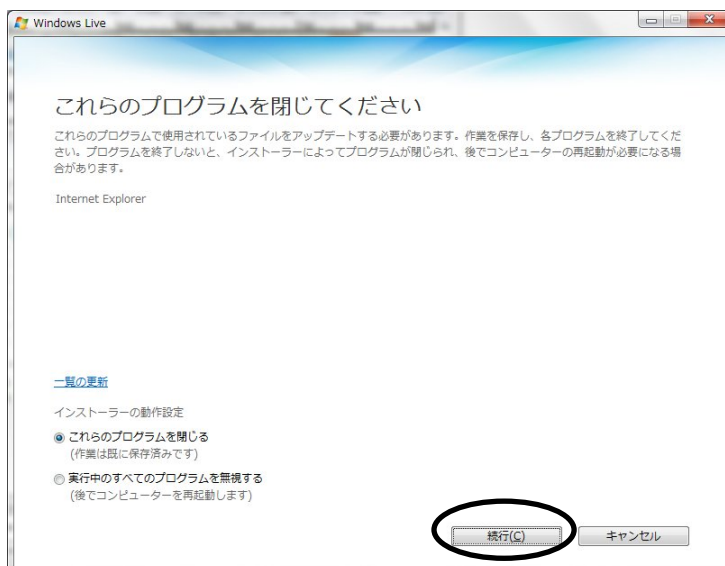 Windows Live
これらのプログラムを閉じてください
これらのプログラムで使用されているファイルをアップデートする必要があります。作業を保存し、各プログラムを終了してくだ
さい。プログラムを終了しないと、インストーラーによってプログラムが閉じられ、後でコンピューターの再起動が必要になる場
合があります。
Internet Explorer
一覧の更新
インストーラーの動作設定
これらのプログラムを閉じる
(作業は既に保存済みです)
実行中のすべてのプログラムを無視する
(後でコンピューターを再起動します)
続行(C)
キャンセル